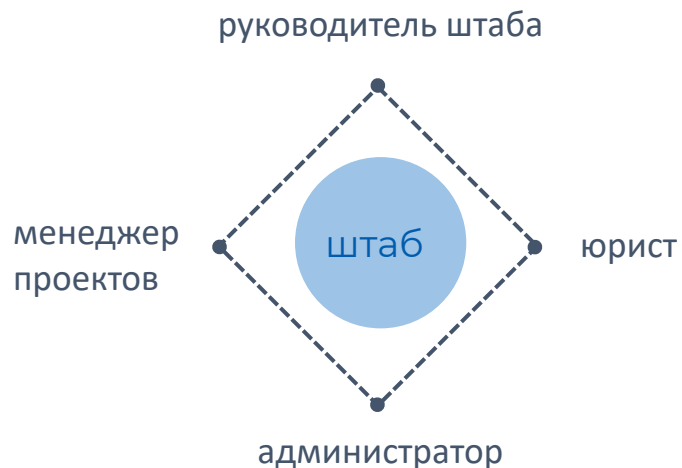 руководитель штаба
менеджер
проектов
штаб
юрист
администратор